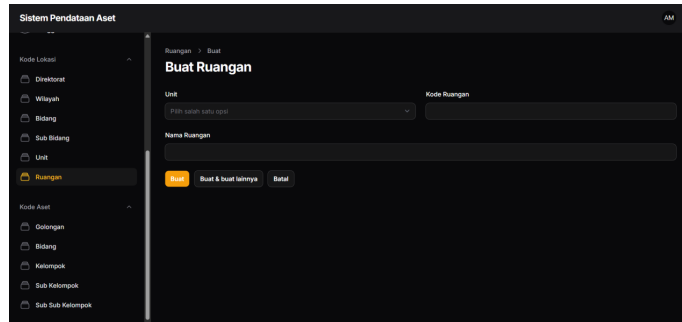 Sistem Pendataan Aset
AM
Kode Lokasi
Direktorat
Wilayah
Bidang
Sub Bidang
Unit
Ruangan
Kode Aset
Golongan
Bidang
Kelompok
Sub Kelompok
Sub Sub Kelompok
Ruangan > Buat
Buat Ruangan
Unit
Kode Ruangan
Pilih salah satu opsi
Nama Ruangan
Buat
Buat & buat lainnya
Batal